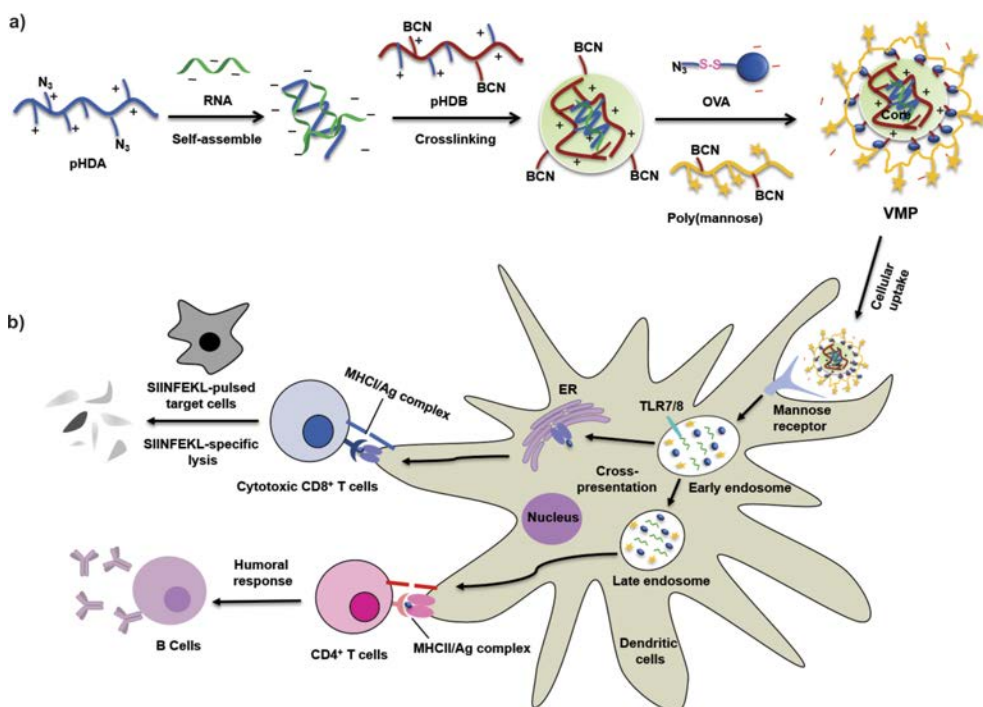 a)
N3
pHDA
N3
RNA
Self-assemble
BCN
pHDB
BCN
Crosslinking
BCN
BCN
BCN
N3
S-S
OVA
BCN
BCN
Poly(mannose)
Core
VMP
Cellular
uptake
b)
SIINFEKL-pulsed
target cells
SIINFEKL-specific
lysis
MHCI/Ag complex
Cytotoxic CD8+ T cells
ER
TLR7/8
Mannose
receptor
Cross-
presentation
Early endosome
Nucleus
Late endosome
Humoral
response
B Cells
CD4+ T cells
MHCII/Ag complex
Dendritic
cells